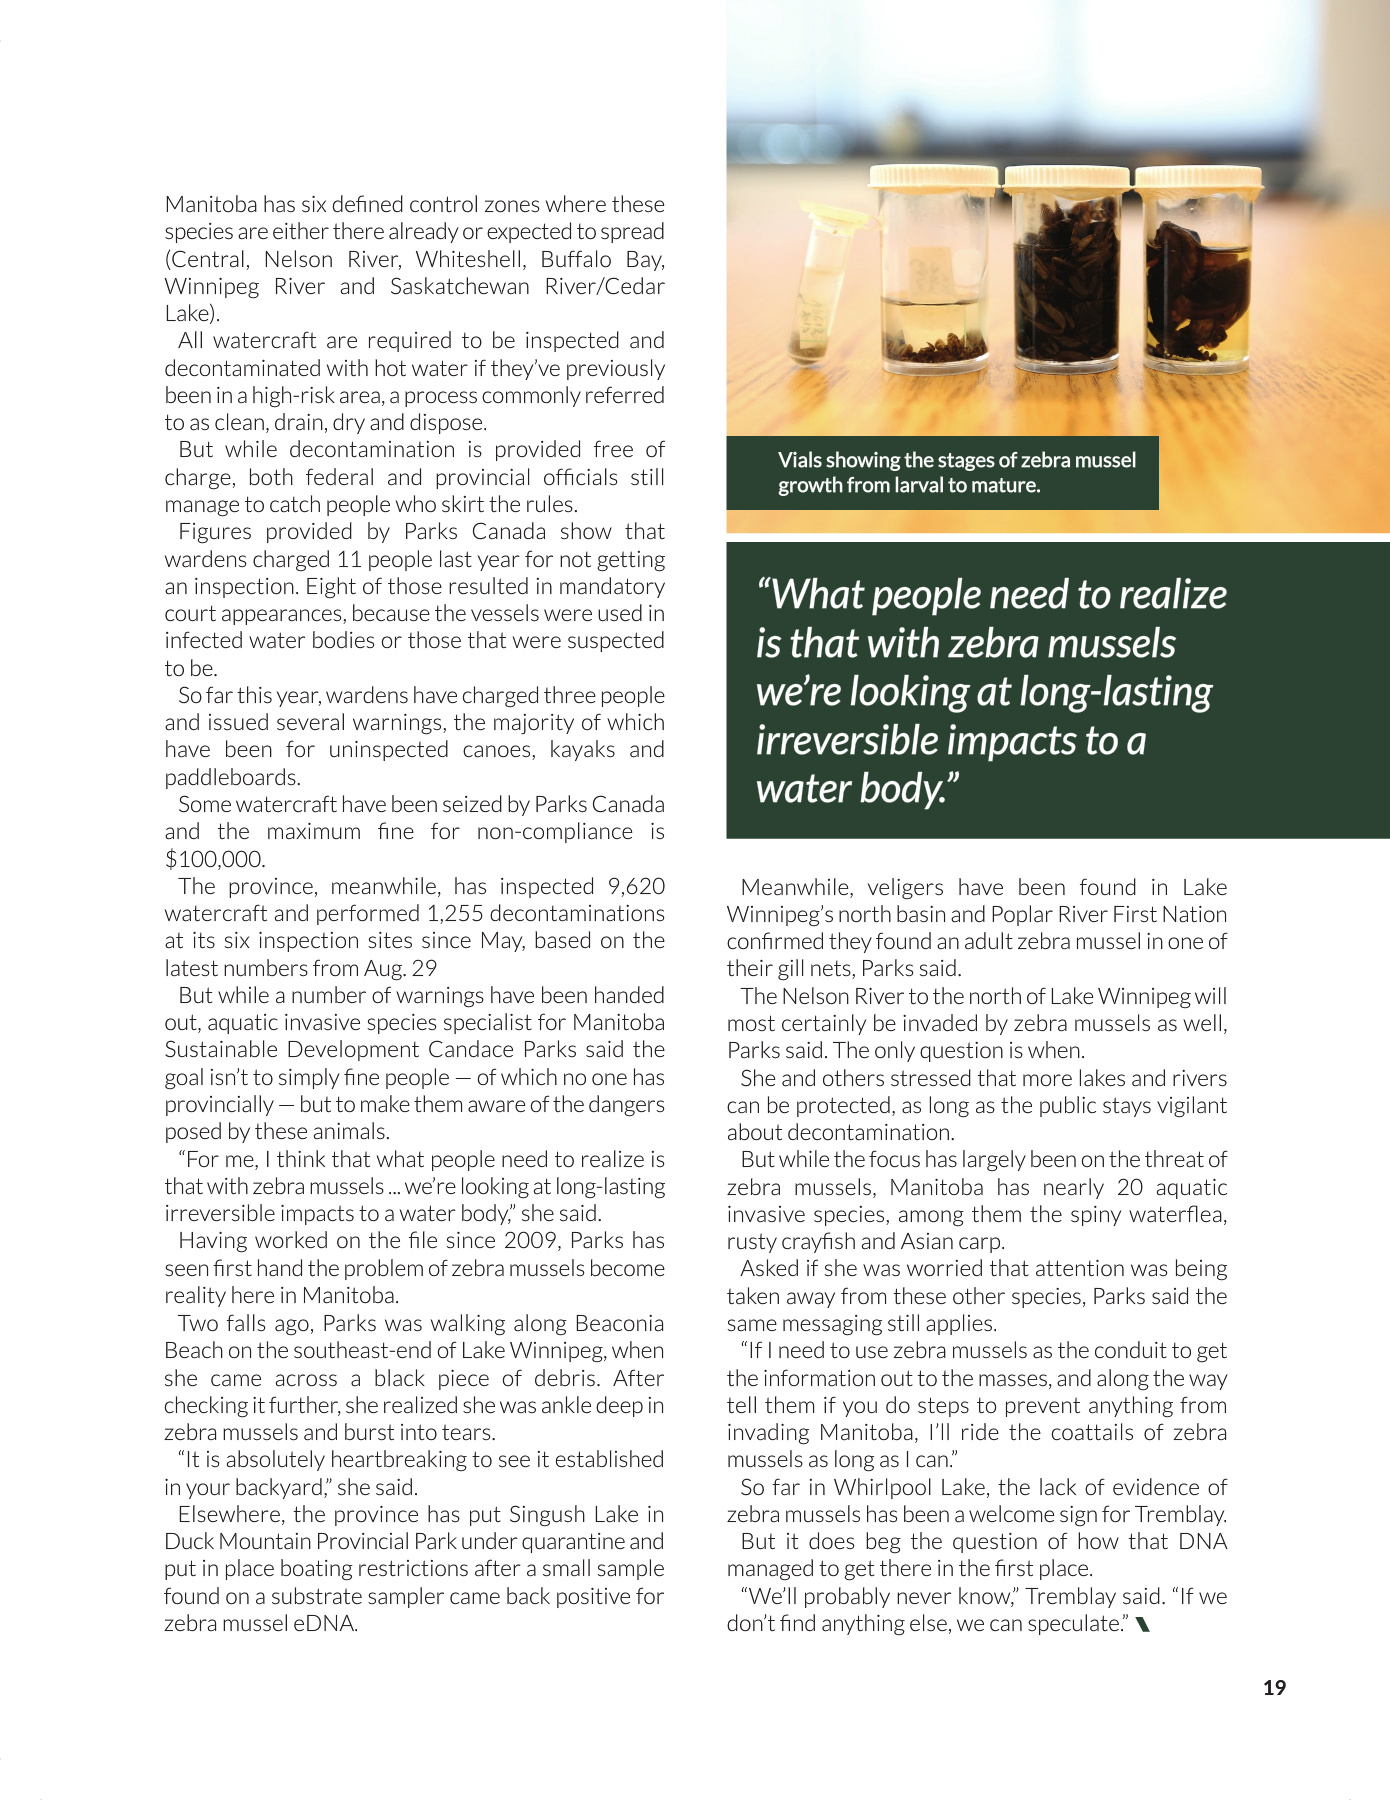 Manitoba has six defined control zones where these
species are either there already or expected to spread
(Central, Nelson River, Whiteshell, Buffalo Bay,
Winnipeg River and Saskatchewan River/Cedar
Lake).
All watercraft are required to be inspected and
decontaminated with hot water if they’ve previously
been in a high-risk area, a process commonly referred
to as clean, drain, dry and dispose.
But while decontamination is provided free of
charge, both federal and provincial officials still
manage to catch people who skirt the rules.
Figures provided by Parks Canada show that
wardens charged 11 people last year for not getting
an inspection. Eight of those resulted in mandatory
court appearances, because the vessels were used in
infected water bodies or those that were suspected
to be.
So far this year, wardens have charged three people
and issued several warnings, the majority of which
have been for uninspected canoes, kayaks and
paddleboards.
Some watercraft have been seized by Parks Canada
and the maximum fine for non-compliance is
$100,000.
The province, meanwhile, has inspected 9,620
watercraft and performed 1,255 decontaminations
at its six inspection sites since May, based on the
latest numbers from Aug. 29
But while a number of warnings have been handed
out, aquatic invasive species specialist for Manitoba
Sustainable Development Candace Parks said the
goal isn’t to simply fine people — of which no one has
provincially — but to make them aware of the dangers
posed by these animals.
“For me, I think that what people need to realize is
that with zebra mussels ... we’re looking at long-lasting
irreversible impacts to a water body,” she said.
Having worked on the file since 2009, Parks has
seen first hand the problem of zebra mussels become
reality here in Manitoba.
Two falls ago, Parks was walking along Beaconia
Beach on the southeast-end of Lake Winnipeg, when
she came across a black piece of debris. After
checking it further, she realized she was ankle deep in
zebra mussels and burst into tears.
“It is absolutely heartbreaking to see it established
in your backyard,” she said.
Elsewhere, the province has put Singush Lake in
Duck Mountain Provincial Park under quarantine and
put in place boating restrictions after a small sample
found on a substrate sampler came back positive for
zebra mussel eDNA.
Vials showing the stages of zebra mussel
growth from larval to mature.
“What people need to realize
is that with zebra mussels
we’re looking at long-lasting
irreversible impacts to a
water body.”
Meanwhile, veligers have been found in Lake
Winnipeg’s north basin and Poplar River First Nation
confirmed they found an adult zebra mussel in one of
their gill nets, Parks said.
The Nelson River to the north of Lake Winnipeg will
most certainly be invaded by zebra mussels as well,
Parks said. The only question is when.
She and others stressed that more lakes and rivers
can be protected, as long as the public stays vigilant
about decontamination.
But while the focus has largely been on the threat of
zebra mussels, Manitoba has nearly 20 aquatic
invasive species, among them the spiny waterflea,
rusty crayfish and Asian carp.
Asked if she was worried that attention was being
taken away from these other species, Parks said the
same messaging still applies.
“If I need to use zebra mussels as the conduit to get
the information out to the masses, and along the way
tell them if you do steps to prevent anything from
invading Manitoba, I’ll ride the coattails of zebra
mussels as long as I can.”
So far in Whirlpool Lake, the lack of evidence of
zebra mussels has been a welcome sign for Tremblay.
But it does beg the question of how that DNA
managed to get there in the first place.
“We’ll probably never know,” Tremblay said. “If we
don’t find anything else, we can speculate.”
19